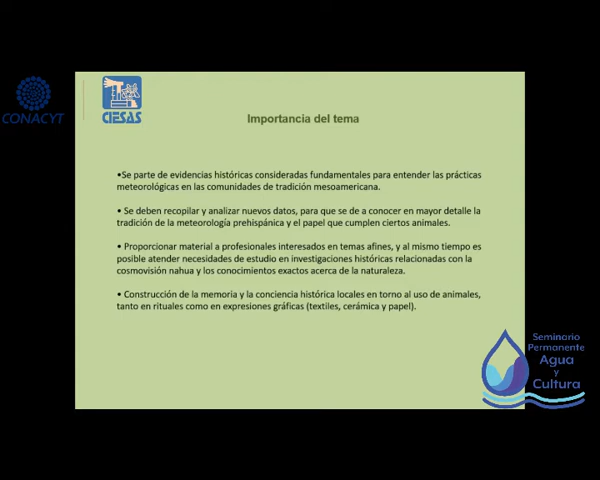 CONACYT
CIESAS
Importancia del tema
•Se parte de evidencias históricas consideradas fundamentales para entender las prácticas
meteorológicas en las comunidades de tradición mesoamericana.
• Se deben recopilar y analizar nuevos datos, para que se de a conocer en mayor detalle la
tradición de la meteorología prehispánica y el papel que cumplen ciertos animales.
• Proporcionar material a profesionales interesados en temas afines, y al mismo tiempo es
posible atender necesidades de estudio en investigaciones históricas relacionadas con la
cosmovisión nahua y los conocimientos exactos acerca de la naturaleza.
• Construcción de la memoria y la conciencia histórica locales en torno al uso de animales,
tanto en rituales como en expresiones gráficas (textiles, cerámica y papel).
Seminorio
Permanente
Agua
y
Cultura